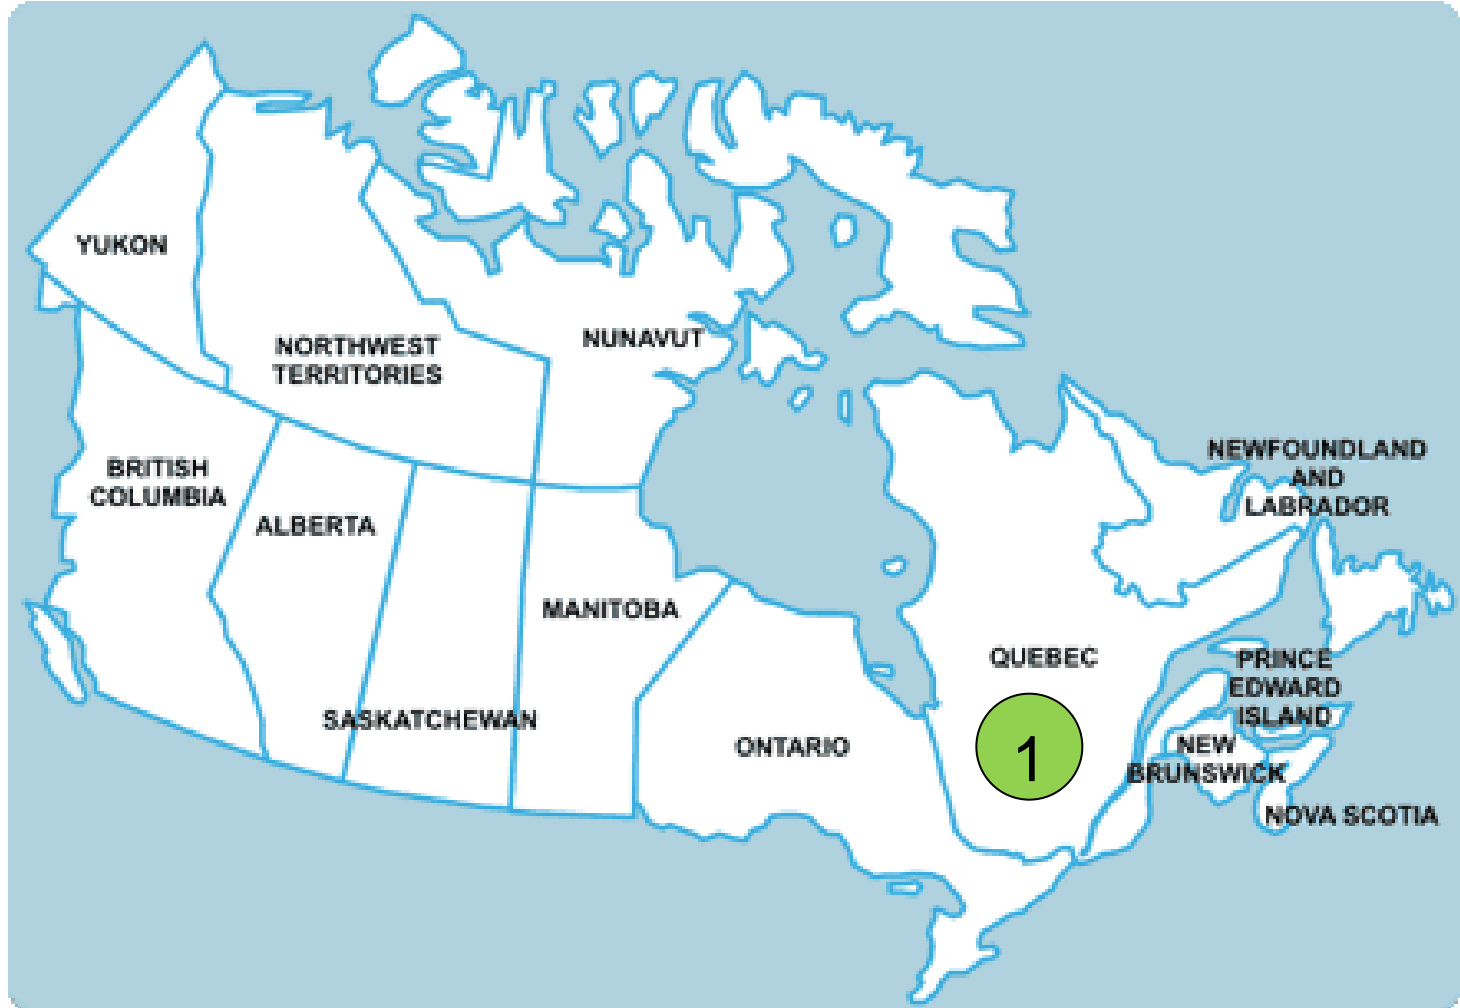 YUKON
NORTHWEST
TERRITORIES
NUNAVUT
BRITISH
COLUMBIA
ALBERTA
SASKATCHEWAN
MANITOBA
ONTARIO
QUEBEC
1
NEWFOUNDLAND
AND
LABRADOR
PRINCE
EDWARD
ISLAND
NEW
BRUNSWICK
NOVA SCOTIA